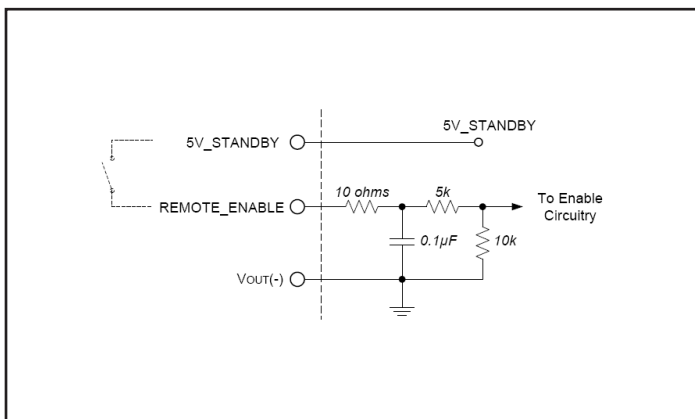 5V_STANDBY
5V_STANDBY
REMOTE_ENABLE
10 ohms
5k
To Enable
Circuitry
0.1µF
10k
VOUT(-)